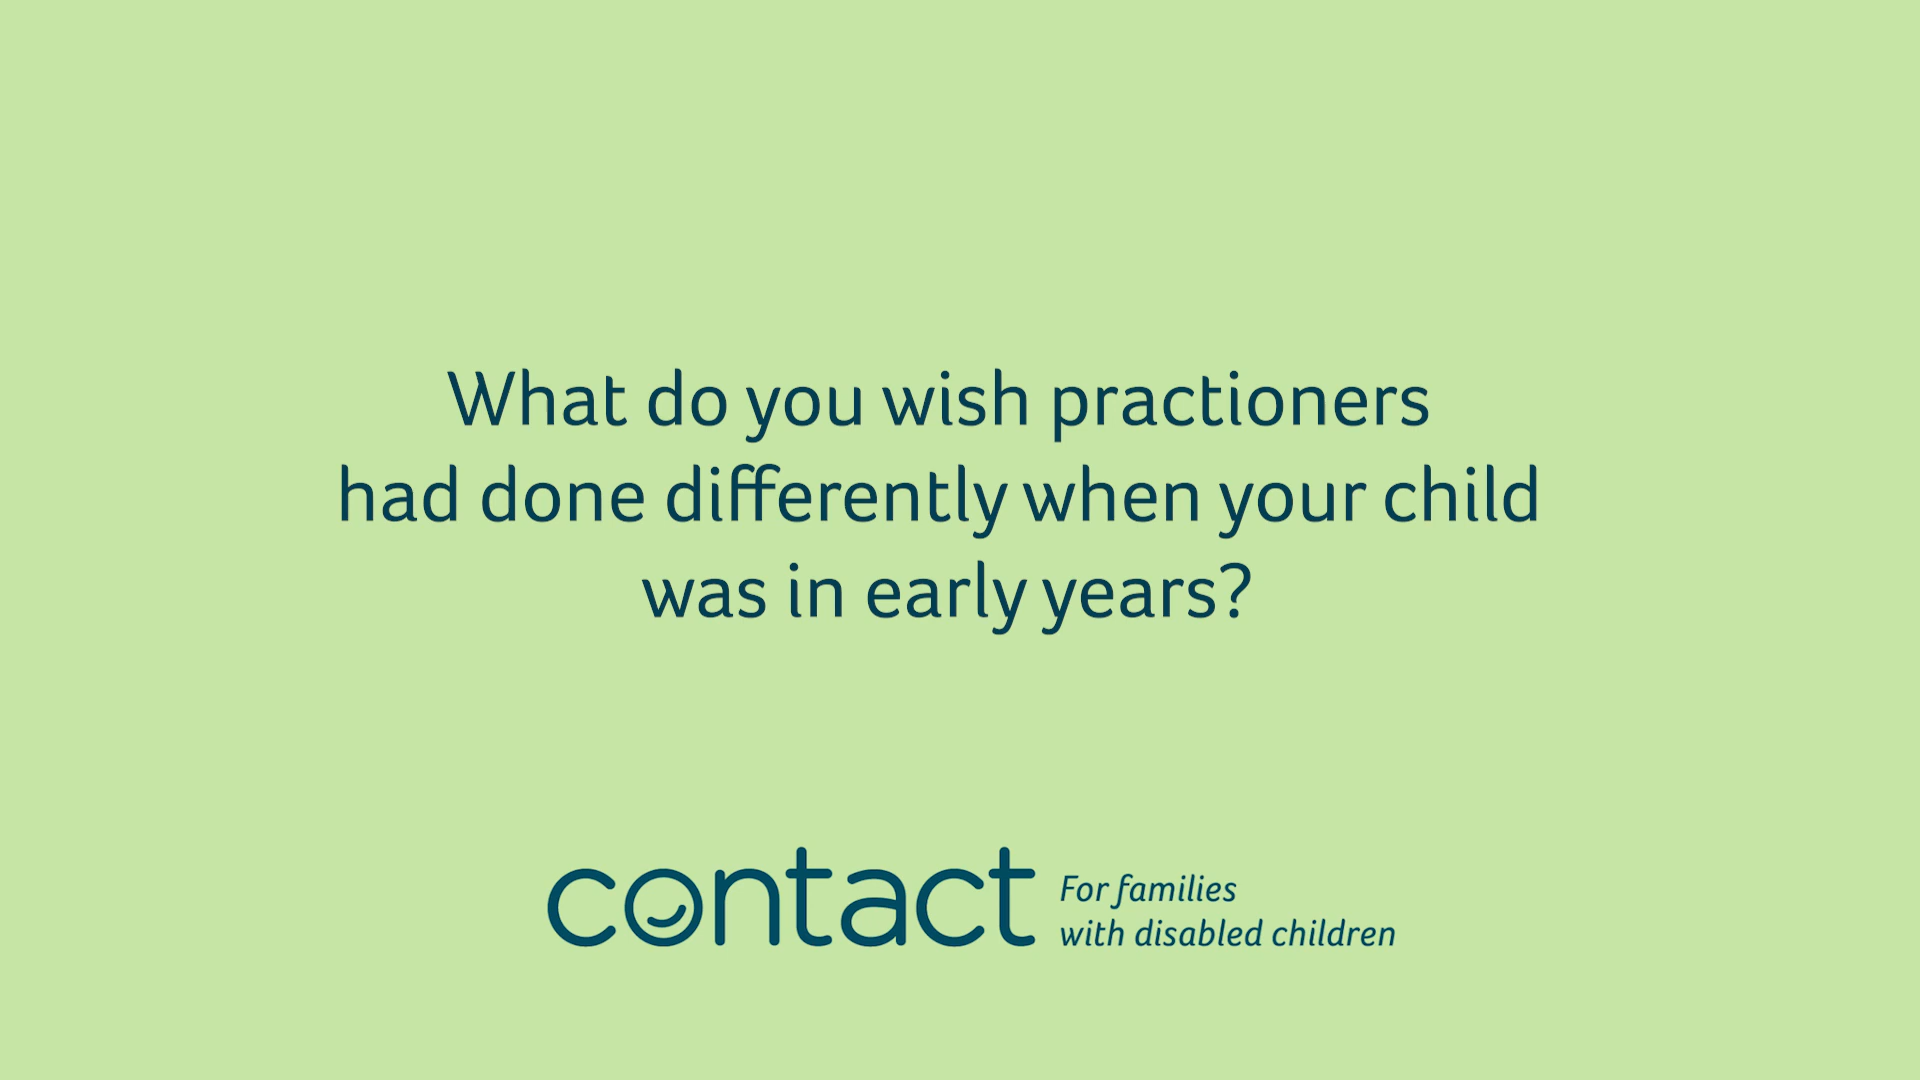 What do you wish practioners
had done differently when your child
was in early years?
contact
For families
with disabled children